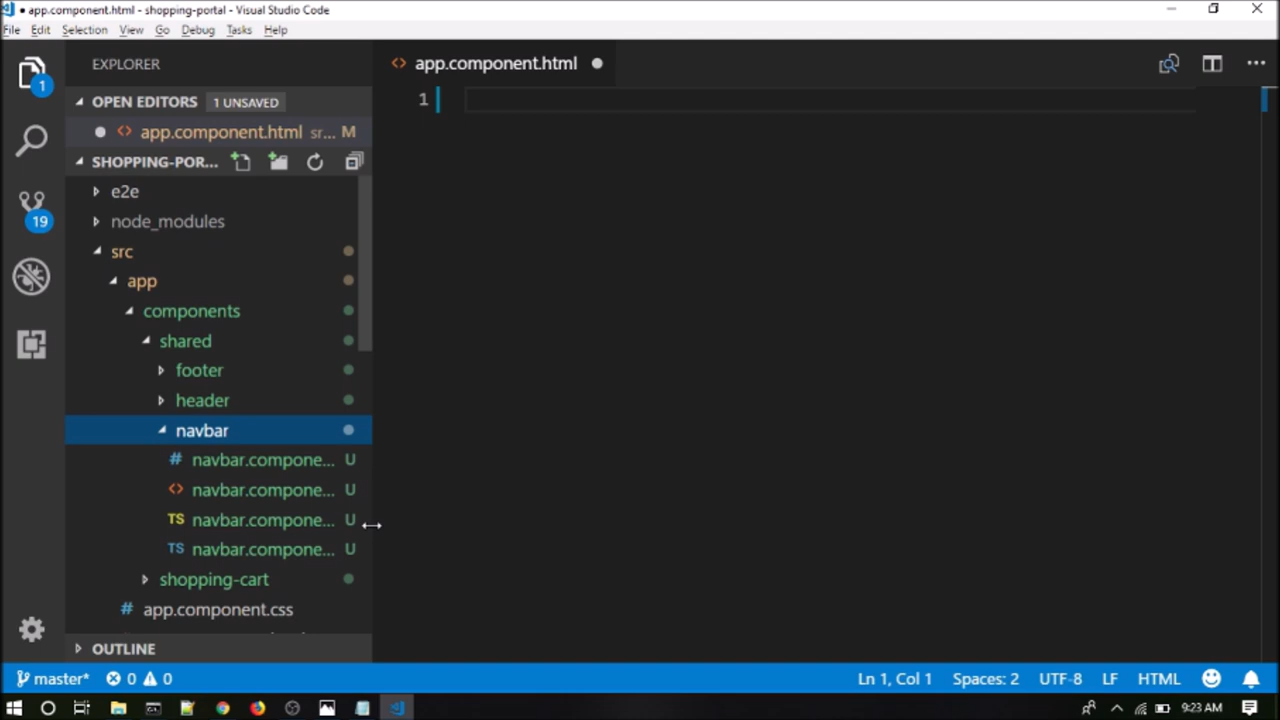 app.component.html - shopping-portal - Visual Studio Code
File Edit Selection View Go Debug Tasks Help
EXPLORER
app.component.html
OPEN EDITORS 1 UNSAVED
app.component.html sr... M
SHOPPING-POR...
e2e
node_modules
src
app
components
shared
footer
header
navbar
navbar.compone... U
navbar.compone... U
TS navbar.compone... U
TS navbar.compone... U
shopping-cart
# app.component.css
OUTLINE
1
1
19
master* 0 0
Ln 1, Col 1 Spaces: 2 UTF-8 LF HTML
9:23 AM